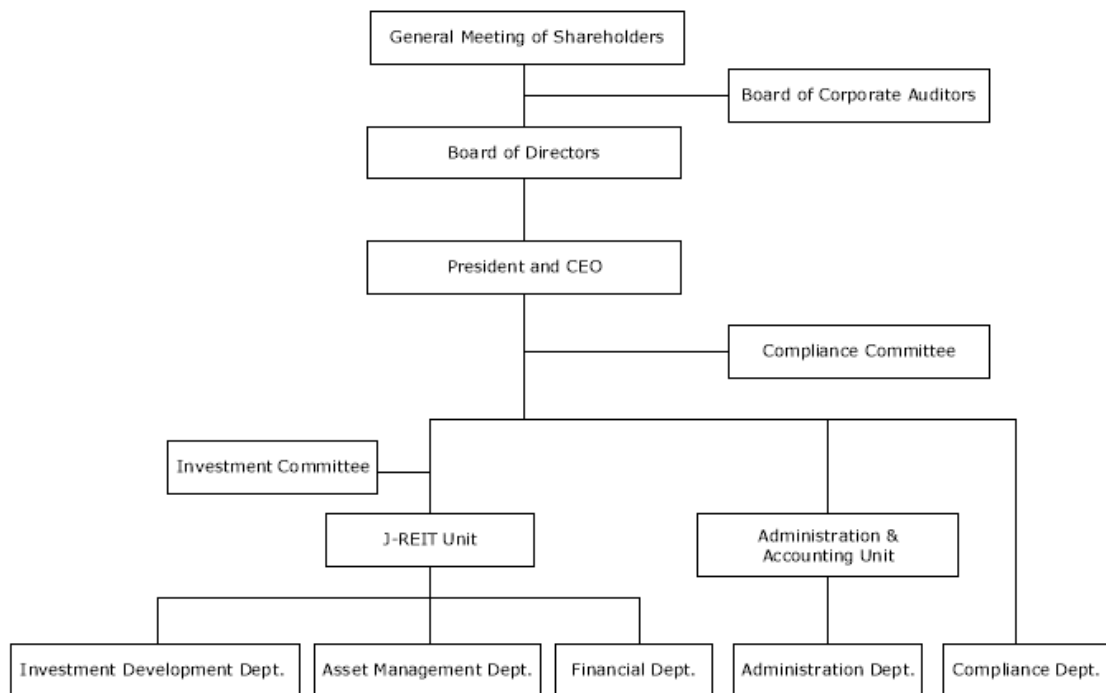 General Meeting of Shareholders
Board of Corporate Auditors
Board of Directors
President and CEO
Compliance Committee
Investment Committee
J-REIT Unit
Administration &
Accounting Unit
Investment Development Dept.
Asset Management Dept.
Financial Dept.
Administration Dept.
Compliance Dept.